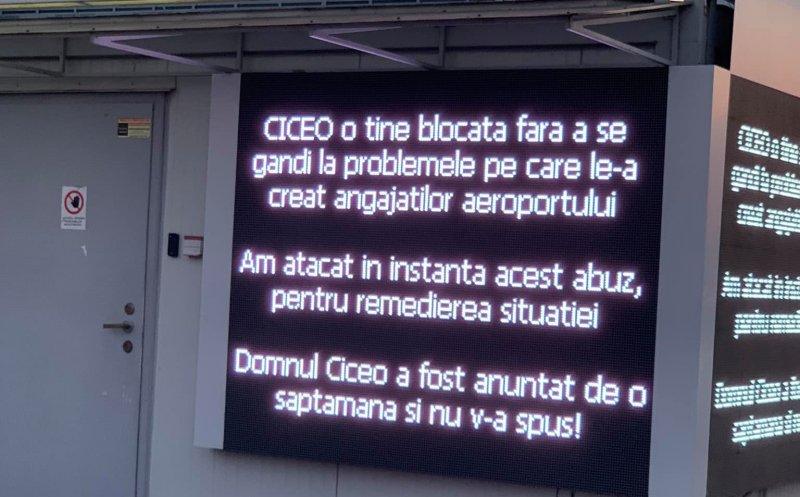 CICEO o tine blocata fara a se
gandi la problemele pe care le-a
creat angajatilor aeroportului
Am atacat in instanta acest abuz,
pentru remedierea situatiei
Domnul Ciceo a fost anuntat de o
saptamana si nu v-a spus!